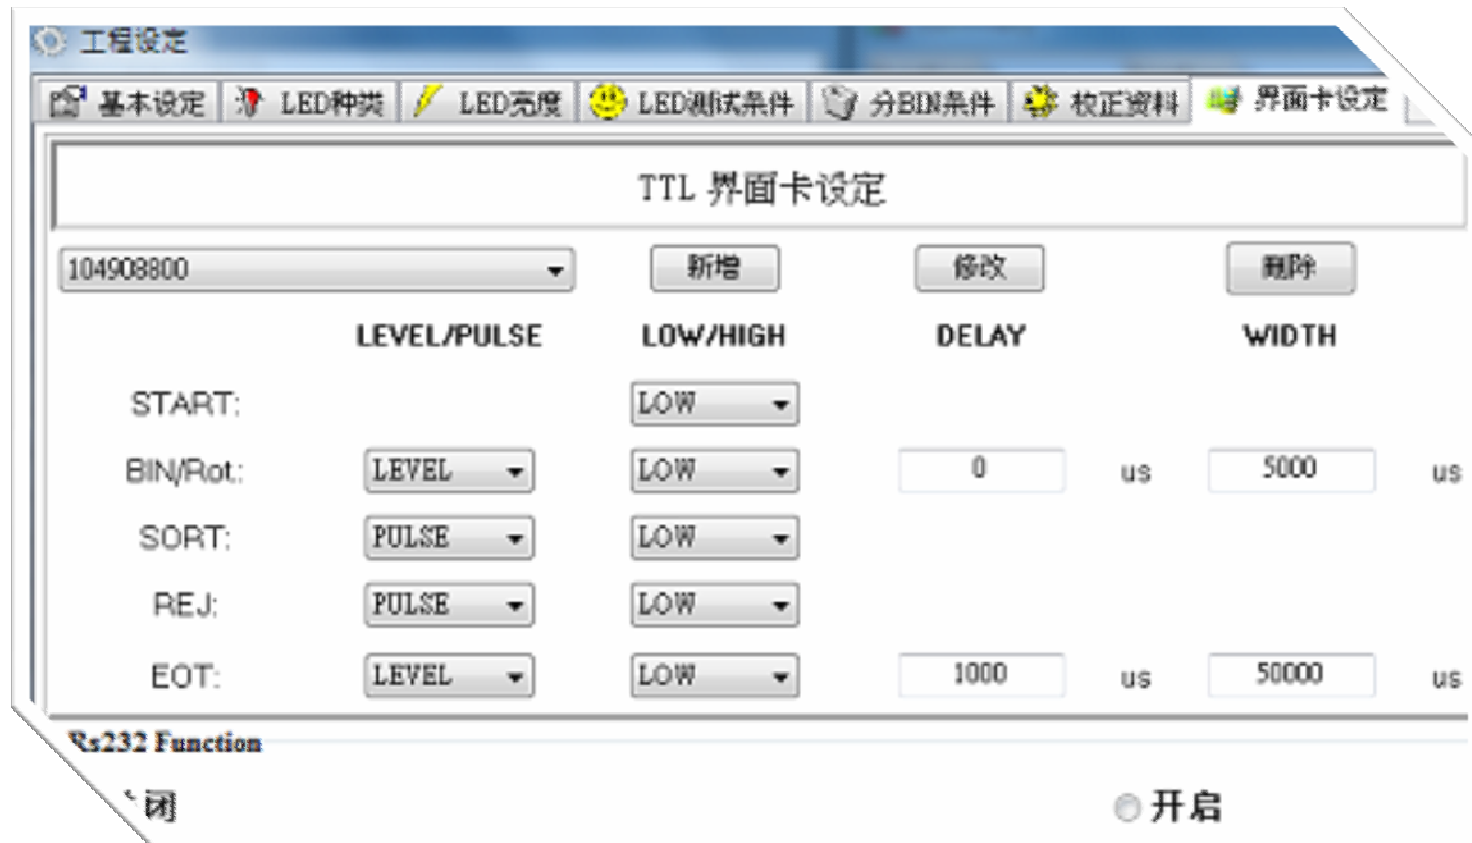 工程设定
基本设定 LED种类 LED亮度 LED测试条件 分BIN条件 校正资料 界面卡设定
TTL 界面卡设定
104908800 新增 修改 删除
LEVEL/PULSE LOW/HIGH DELAY WIDTH
START: LOW
BIN/Rot: LEVEL LOW 0 us 5000 us
SORT: PULSE LOW
REJ: PULSE LOW
EOT: LEVEL LOW 1000 us 50000 us
Rs232 Function
闭 开启